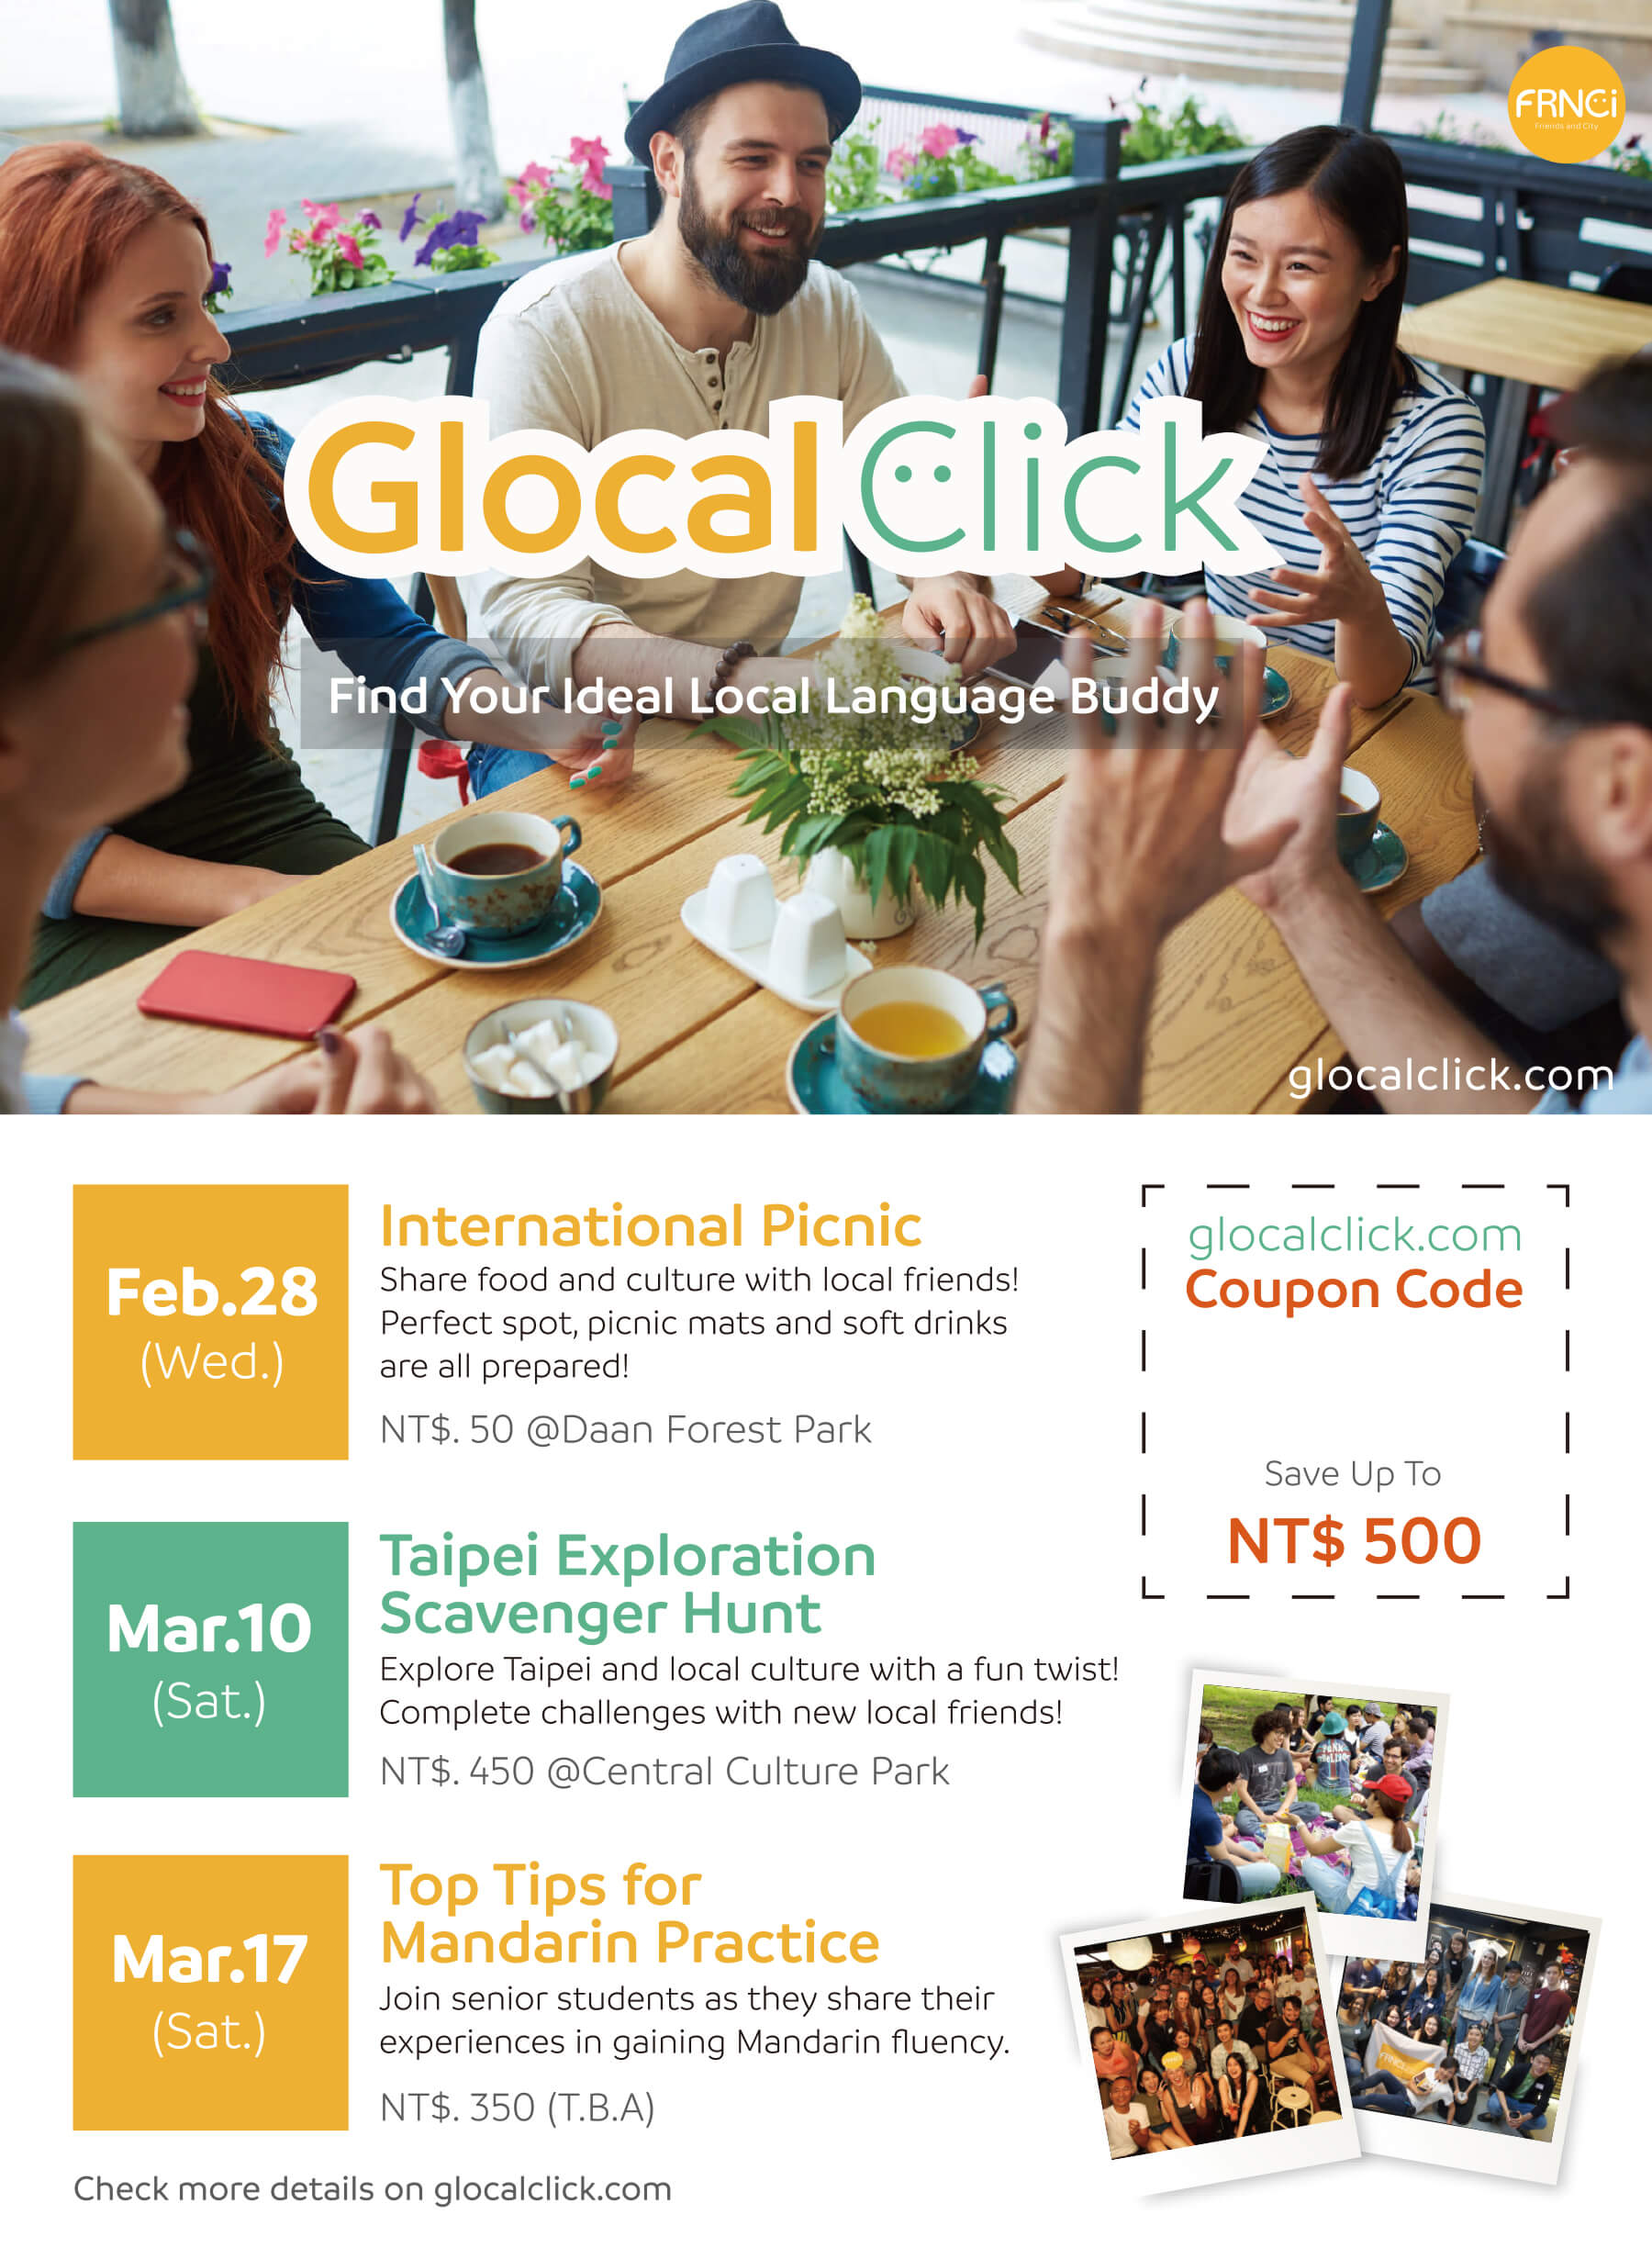 FRNCi
Friends and City
Glocal Click
Find Your Ideal Local Language Buddy
glocalclick.com
Feb.28
(Wed.)
International Picnic
Share food and culture with local friends!
Perfect spot, picnic mats and soft drinks
are all prepared!
NT$. 50 @Daan Forest Park
glocalclick.com
Coupon Code
Save Up To
NT$ 500
Mar.10
(Sat.)
Taipei Exploration
Scavenger Hunt
Explore Taipei and local culture with a fun twist!
Complete challenges with new local friends!
NT$. 450 @Central Culture Park
Mar.17
(Sat.)
Top Tips for
Mandarin Practice
Join senior students as they share their
experiences in gaining Mandarin fluency.
NT$. 350 (T.B.A)
FRNCi
Check more details on glocalclick.com